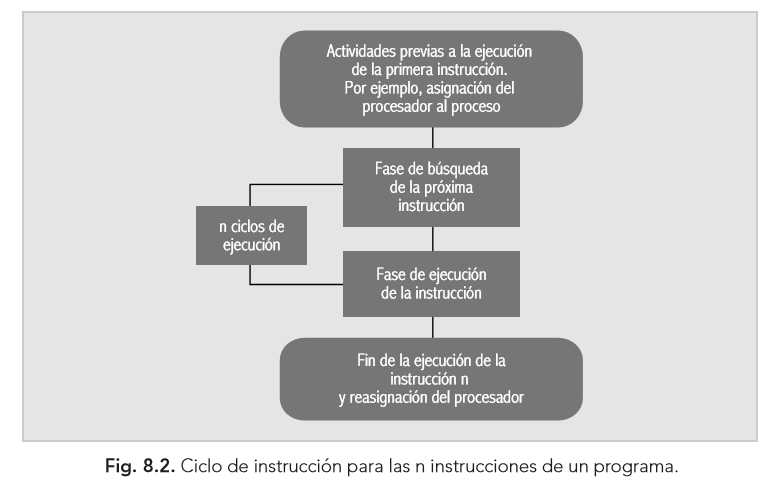 Actividades previas a la ejecución
de la primera instrucción.
Por ejemplo, asignación del
procesador al proceso
Fase de búsqueda
de la próxima
instrucción
n ciclos de
ejecución
Fase de ejecución
de la instrucción
Fin de la ejecución de la
instrucción n
y reasignación del procesador
Fig. 8.2. Ciclo de instrucción para las n instrucciones de un programa.